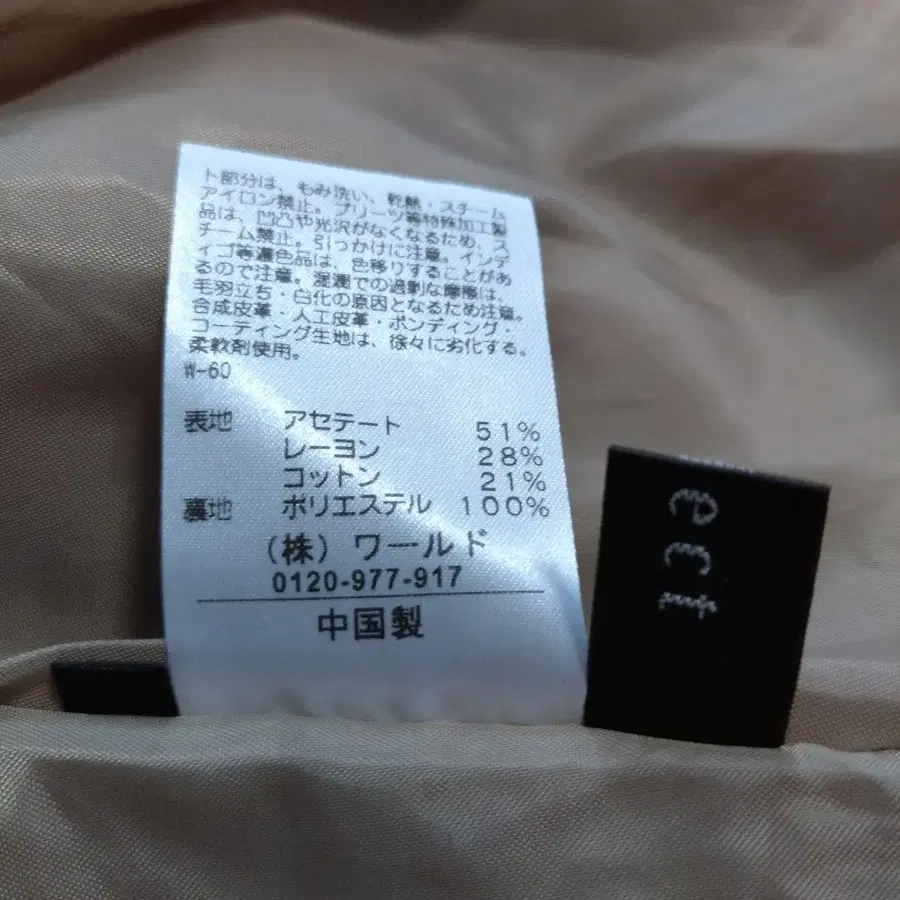 ト部分は、もみ洗い、乾熱・スチーム
アイロン禁止。プリーツ等特殊加工製
品は、凹凸や光沢がなくなるため、ス
チーム禁止。引っかけに注意。インデ
ィゴ等濃色品は、色移りすることがあ
るので注意。湿潤での過剰な摩擦は、
毛羽立ち・白化の原因となるため注意。
合成皮革・人工皮革・ボンディング・
コーティング生地は、徐々に劣化する。
柔軟剤使用。
W-60
表地 アセテート 51%
レーヨン 28%
コットン 21%
裏地 ポリエステル 100%
(株) ワールド
0120-977-917
中国製
ect